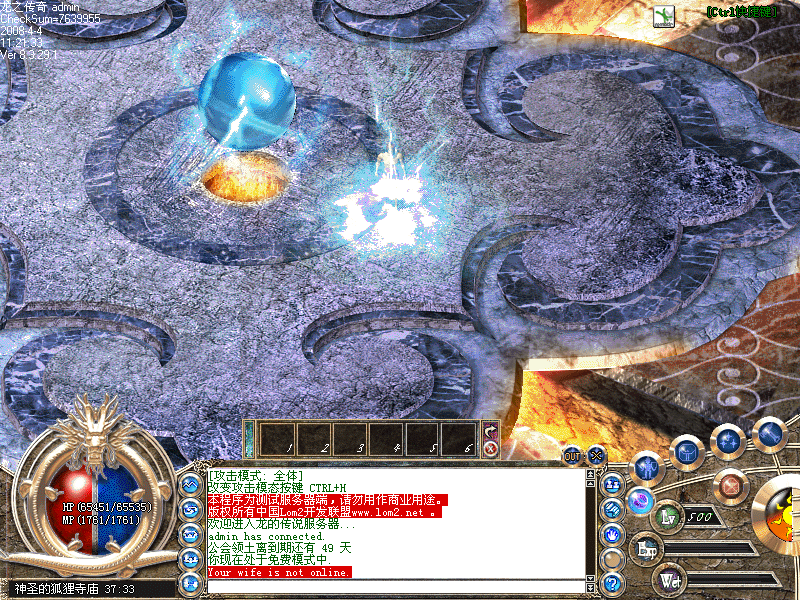 龙之传奇 admin
CheckSum=7639955
2008-4-4
11:21:33
Ver 8.9.29.1
[Ctrl快捷键]
1 2 3 4 5 6
OUT
[攻击模式: 全体]
改变攻击模态按键 CTRL+H
本程序为测试服务器端，请勿用作商业用途。
版权所有中国Lom2开发联盟www.lom2.net 。
欢迎进入龙的传说服务器...
admin has connected.
公会领土离到期还有 49 天
你现在处于免费模式中.
Your wife is not online.
HP (65451/65535)
MP (1761/1761)
神圣的狐狸寺庙 37:33
Lv 500
Exp
Wet